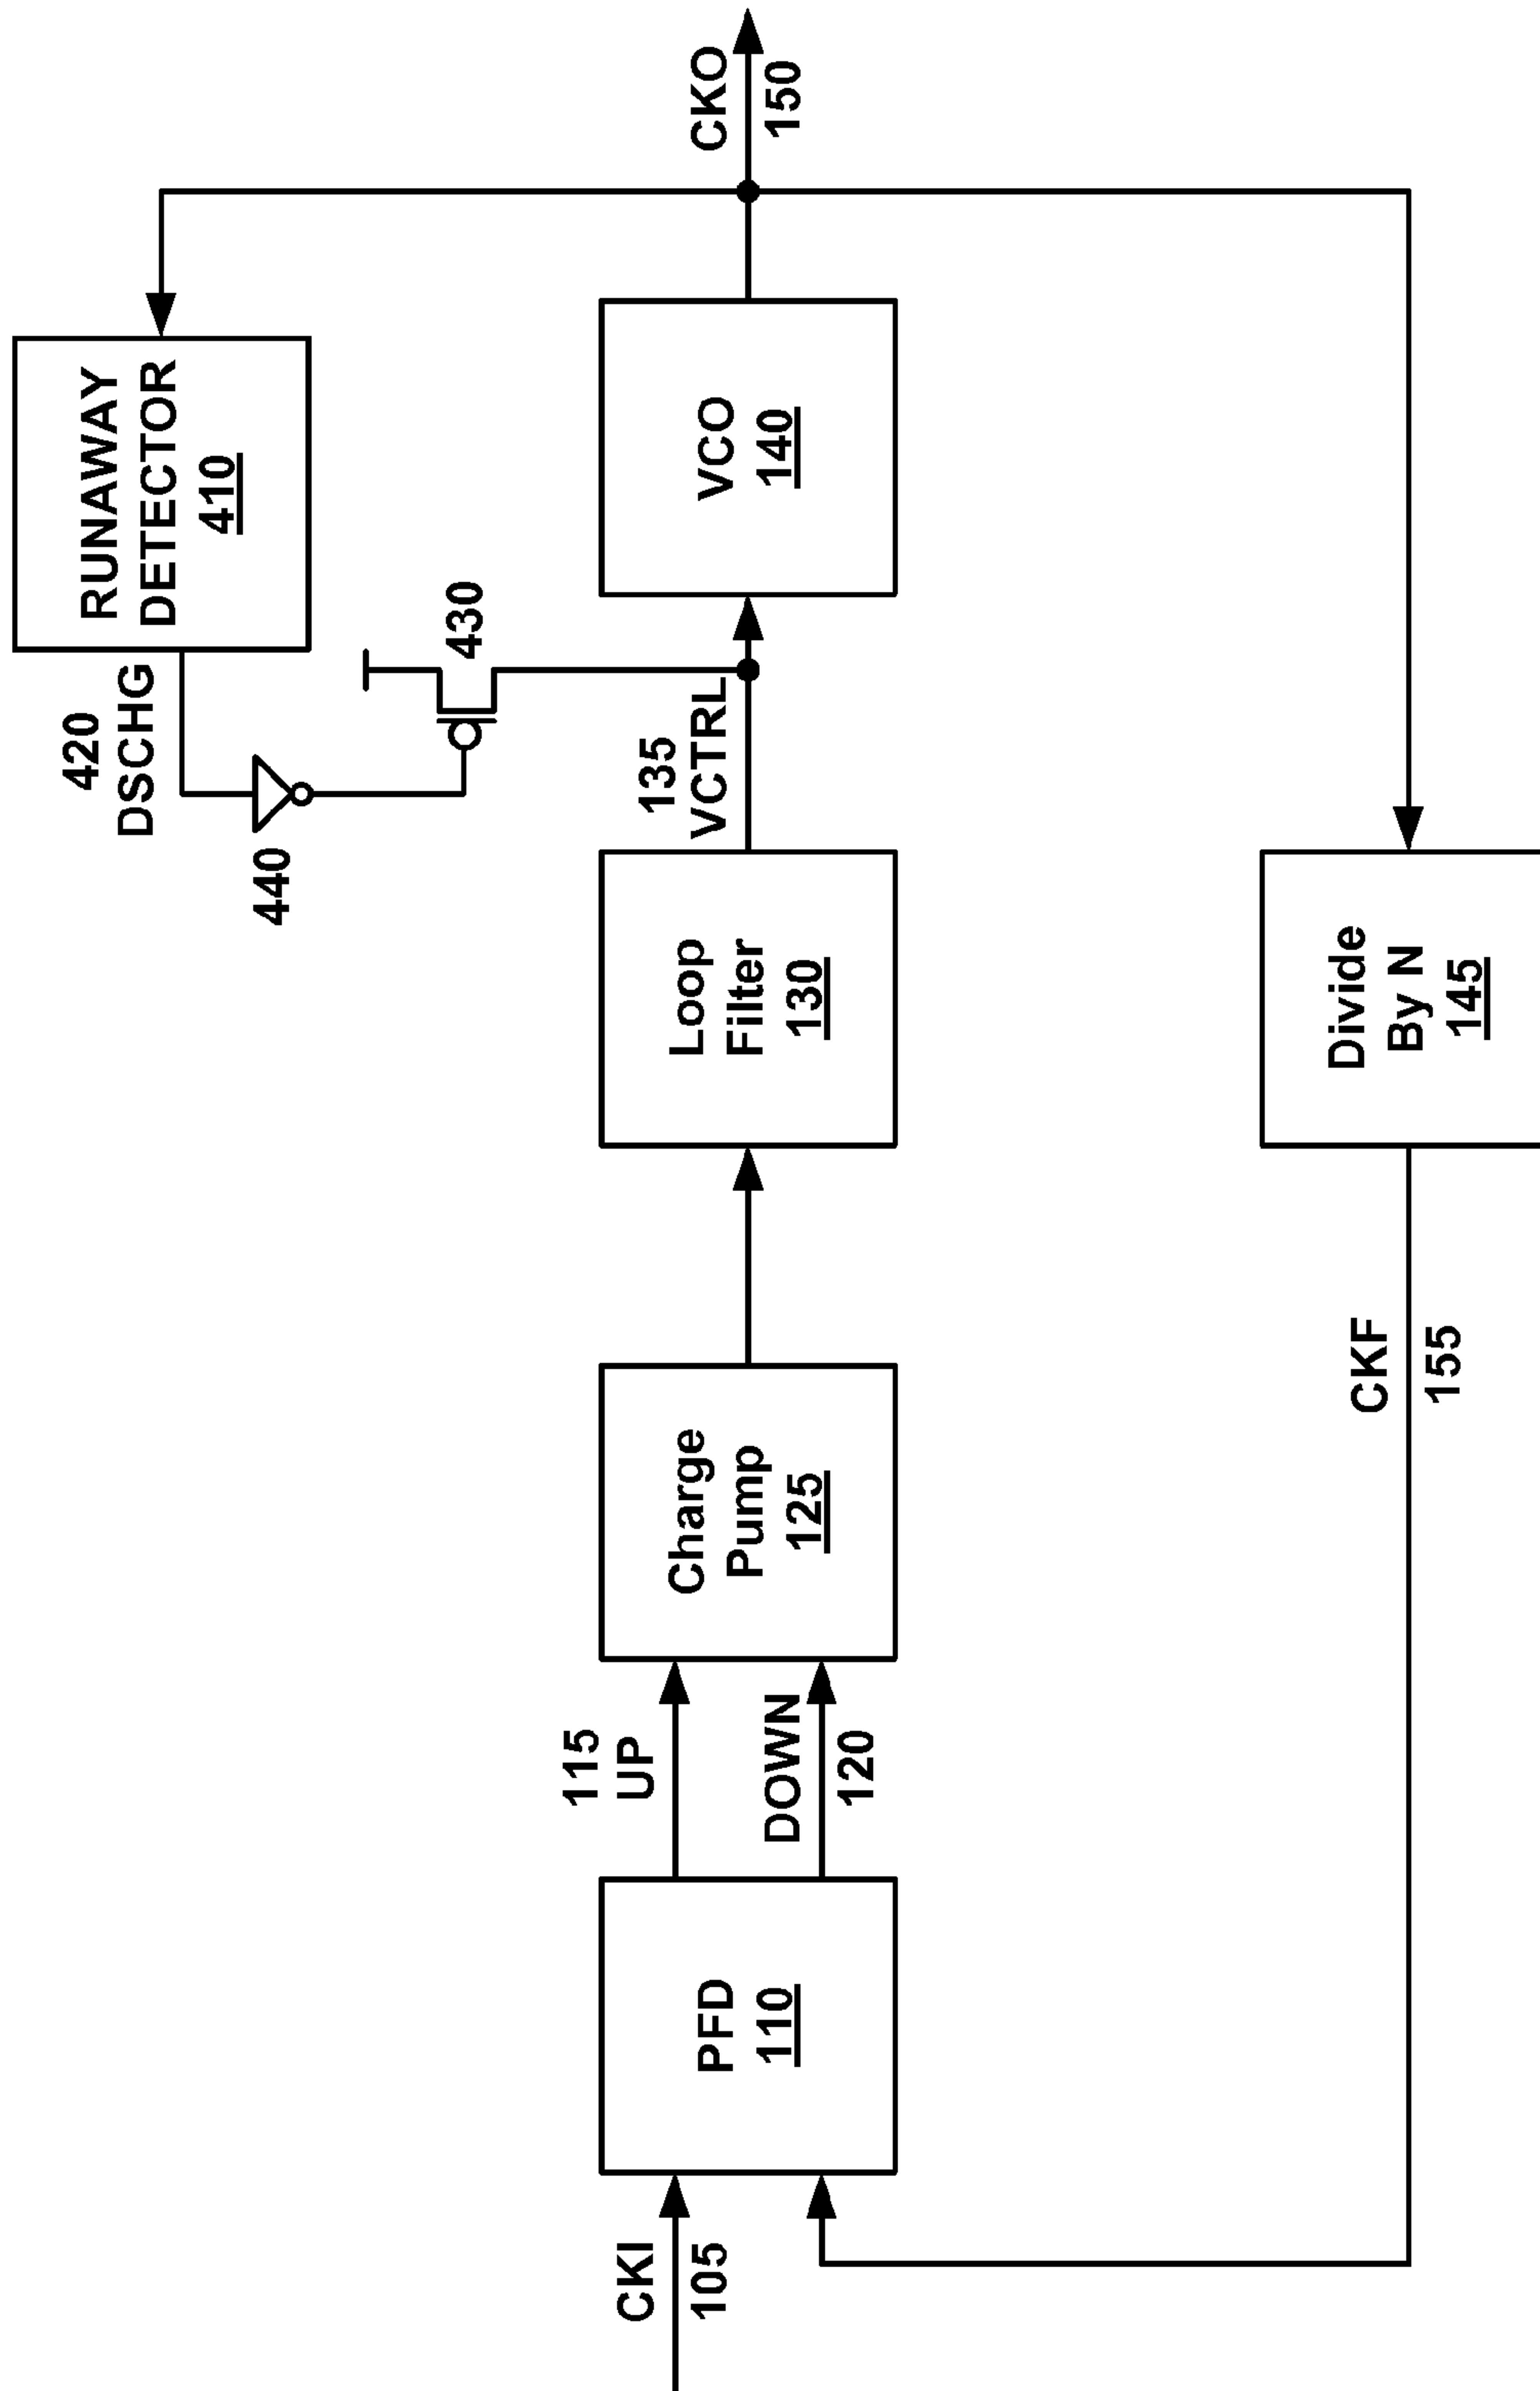 RUNAWAY
DETECTOR
410
420
DSCHG
440
430
CKI
105
PFD
110
115
UP
DOWN
120
Charge
Pump
125
Loop
Filter
130
135
VCTRL
VCO
140
CKO
150
CKF
155
Divide
By N
145